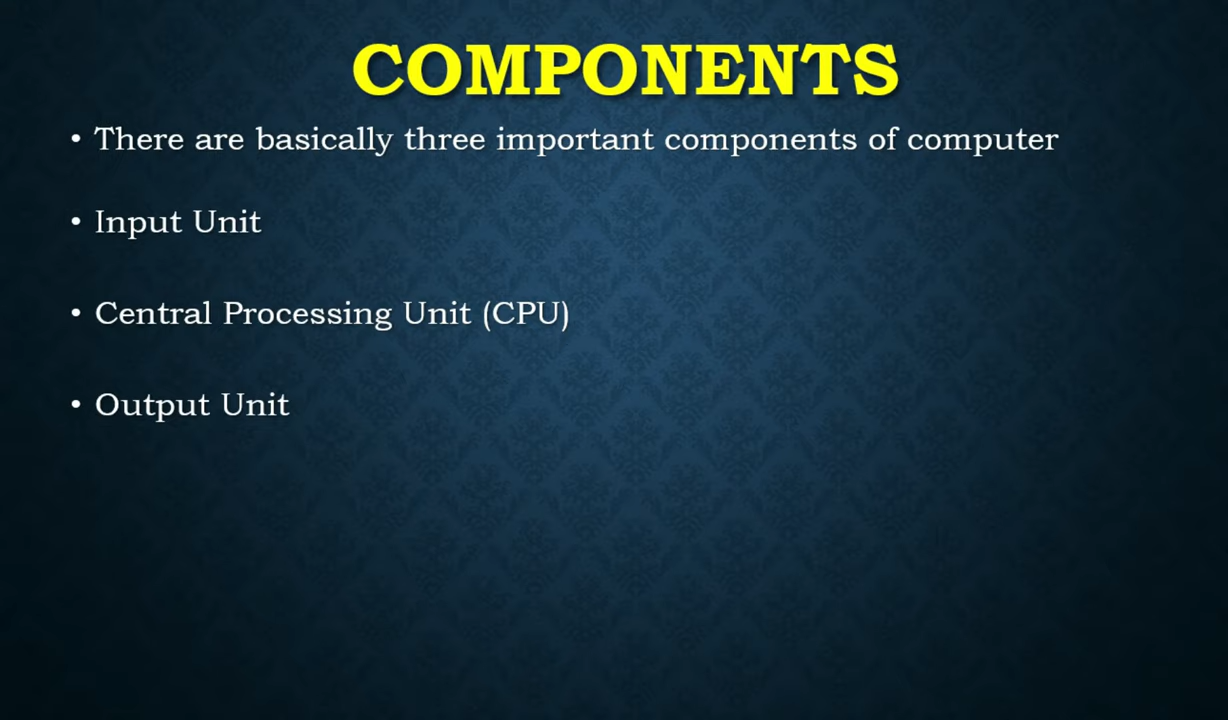 COMPONENTS
• There are basically three important components of computer
• Input Unit
• Central Processing Unit (CPU)
• Output Unit